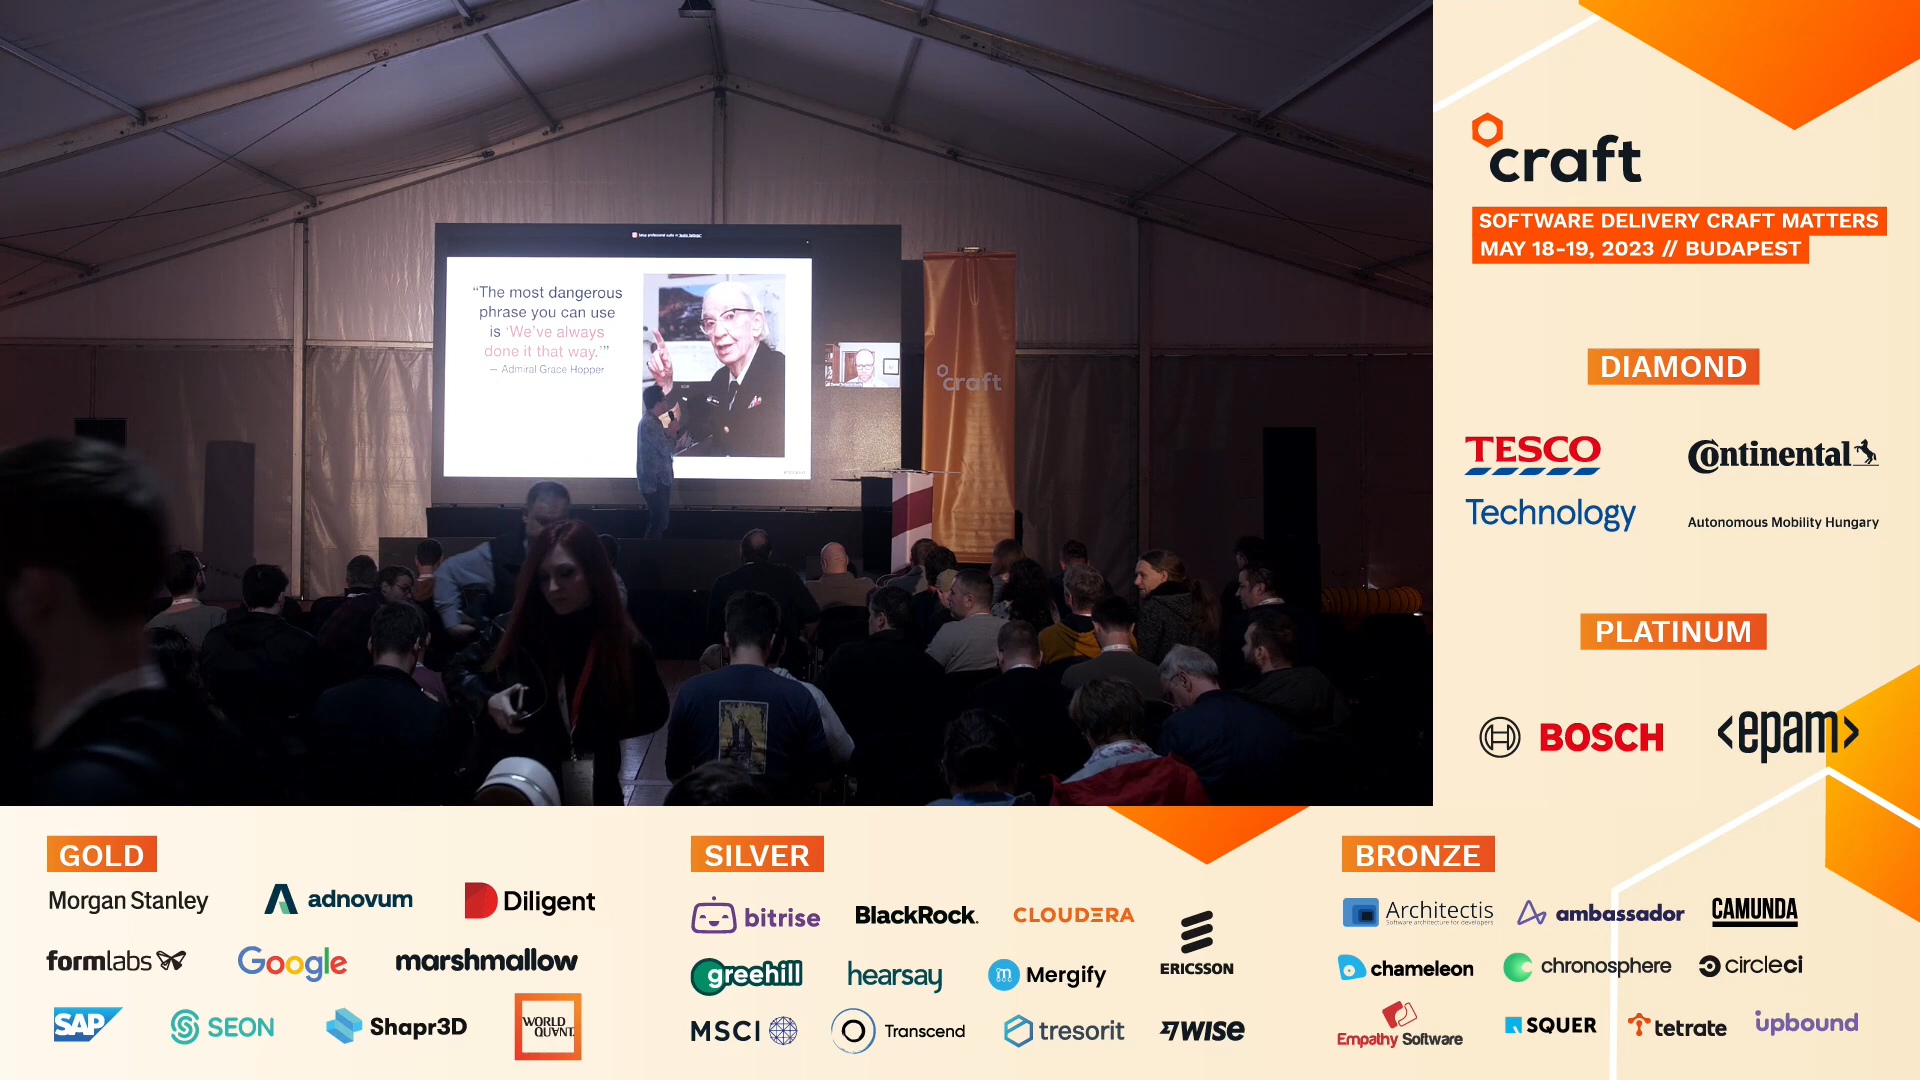 “The most dangerous
phrase you can use
is ‘We’ve always
done it that way.’”
— Admiral Grace Hopper
craft
craft
SOFTWARE DELIVERY CRAFT MATTERS
MAY 18-19, 2023 // BUDAPEST
DIAMOND
TESCO
Technology
Continental
Autonomous Mobility Hungary
PLATINUM
BOSCH
<epam>
GOLD
Morgan Stanley
adnovum
Diligent
formlabs
Google
marshmallow
SAP
SEON
Shapr3D
WORLD
QUANT
SILVER
bitrise
BlackRock.
CLOUDERA
ERICSSON
greehill
hearsay
Mergify
MSCI
Transcend
tresorit
WISE
BRONZE
Architectis
Software architecture for developers
ambassador
CAMUNDA
chameleon
chronosphere
circleci
Empathy Software
SQUER
tetrate
upbound